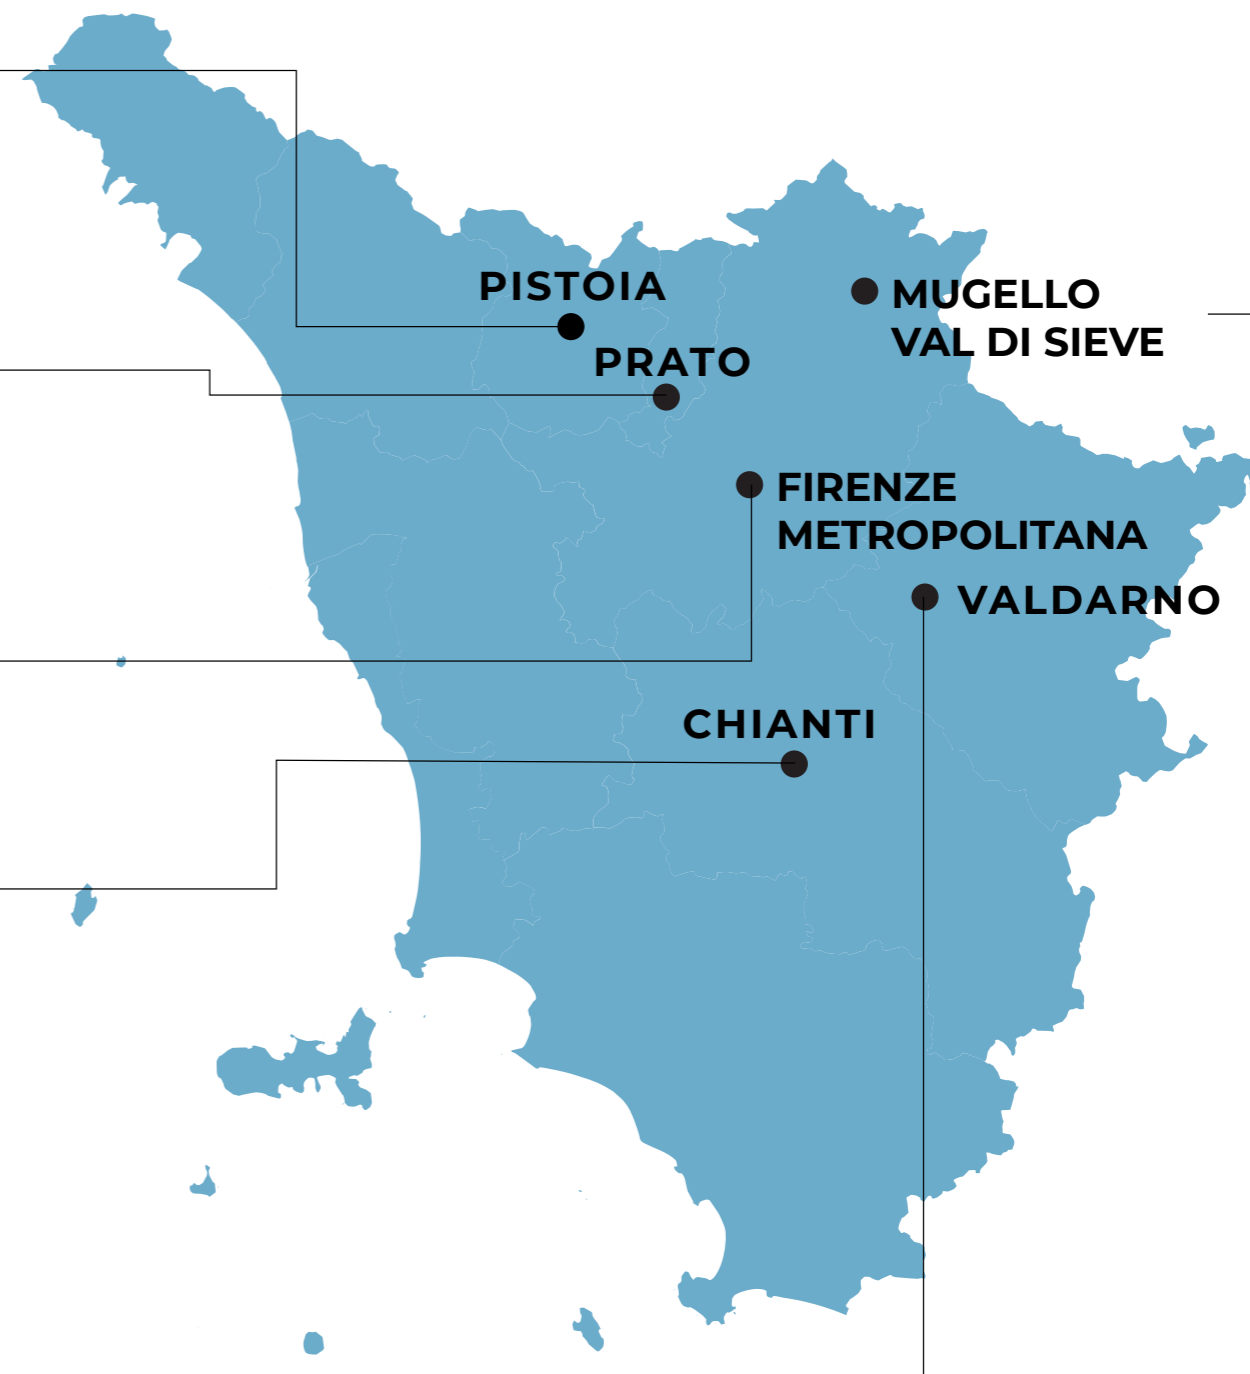 PISTOIA
MUGELLO
VAL DI SIEVE
PRATO
FIRENZE
METROPOLITANA
VALDARNO
CHIANTI